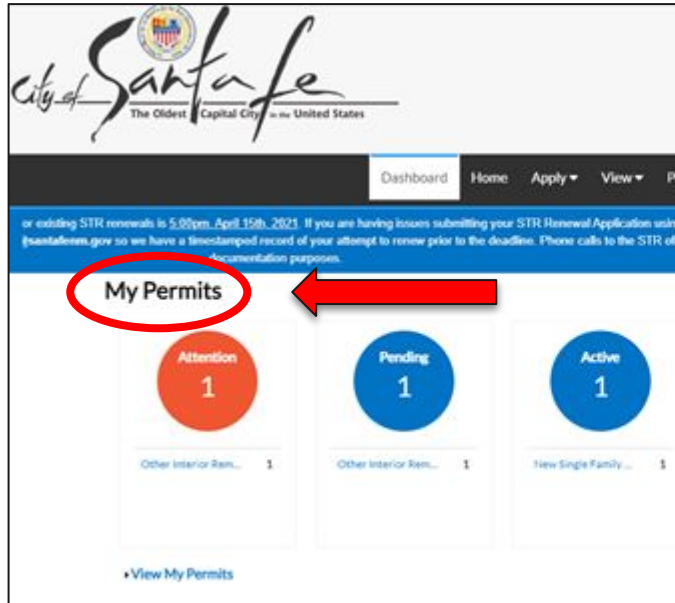 City of Santa fe
The Oldest Capital City in the United States
Dashboard Home Apply View P
or existing STR renewals is 5:00pm, April 15th, 2021. If you are having issues submitting your STR Renewal Application usin
@santafenm.gov so we have a timestamped record of your attempt to renew prior to the deadline. Phone calls to the STR of
documentation purposes.
My Permits
Attention
1
Pending
1
Active
1
Other Interior Rem... 1
Other Interior Rem... 1
New Single Family ... 1
View My Permits